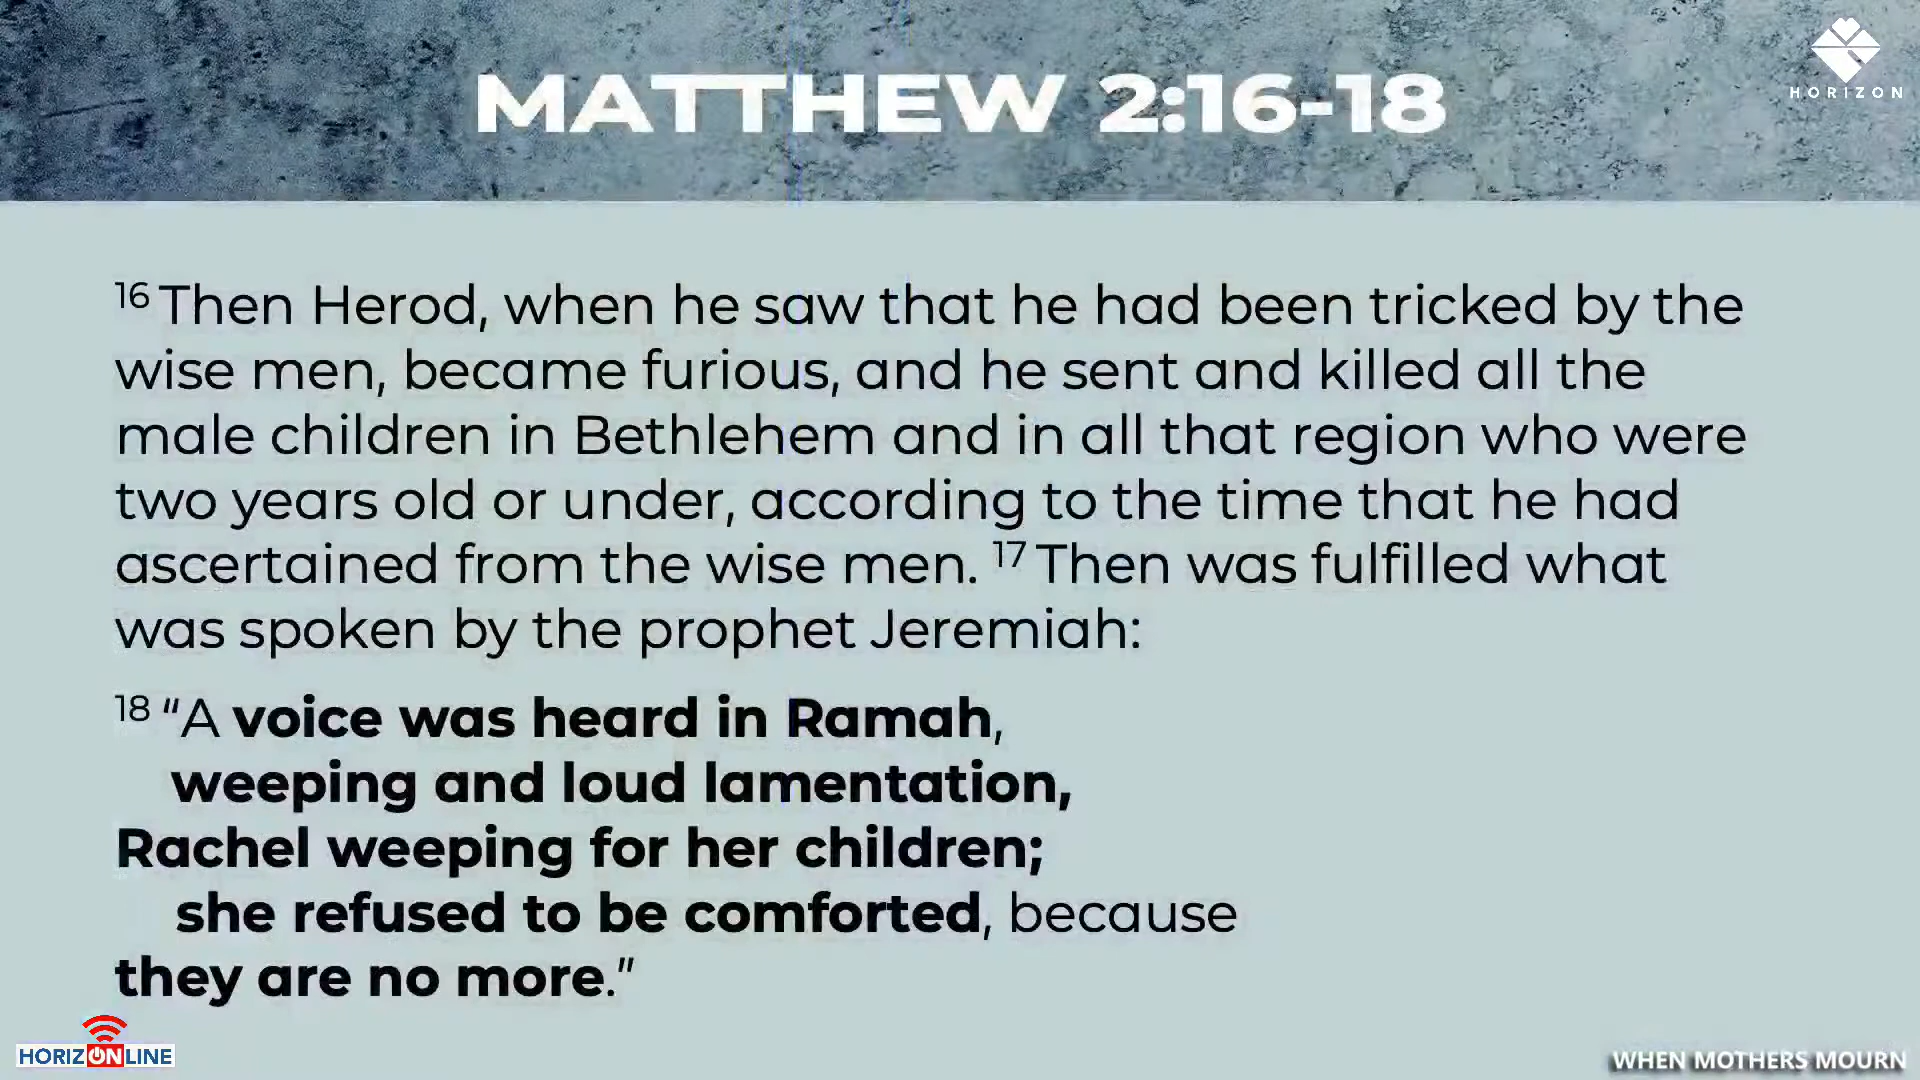 HORIZON
MATTHEW 2:16-18
16 Then Herod, when he saw that he had been tricked by the
wise men, became furious, and he sent and killed all the
male children in Bethlehem and in all that region who were
two years old or under, according to the time that he had
ascertained from the wise men. 17 Then was fulfilled what
was spoken by the prophet Jeremiah:
18 "A voice was heard in Ramah,
weeping and loud lamentation,
Rachel weeping for her children;
she refused to be comforted, because
they are no more."
HORIZONLINE
WHEN MOTHERS MOURN